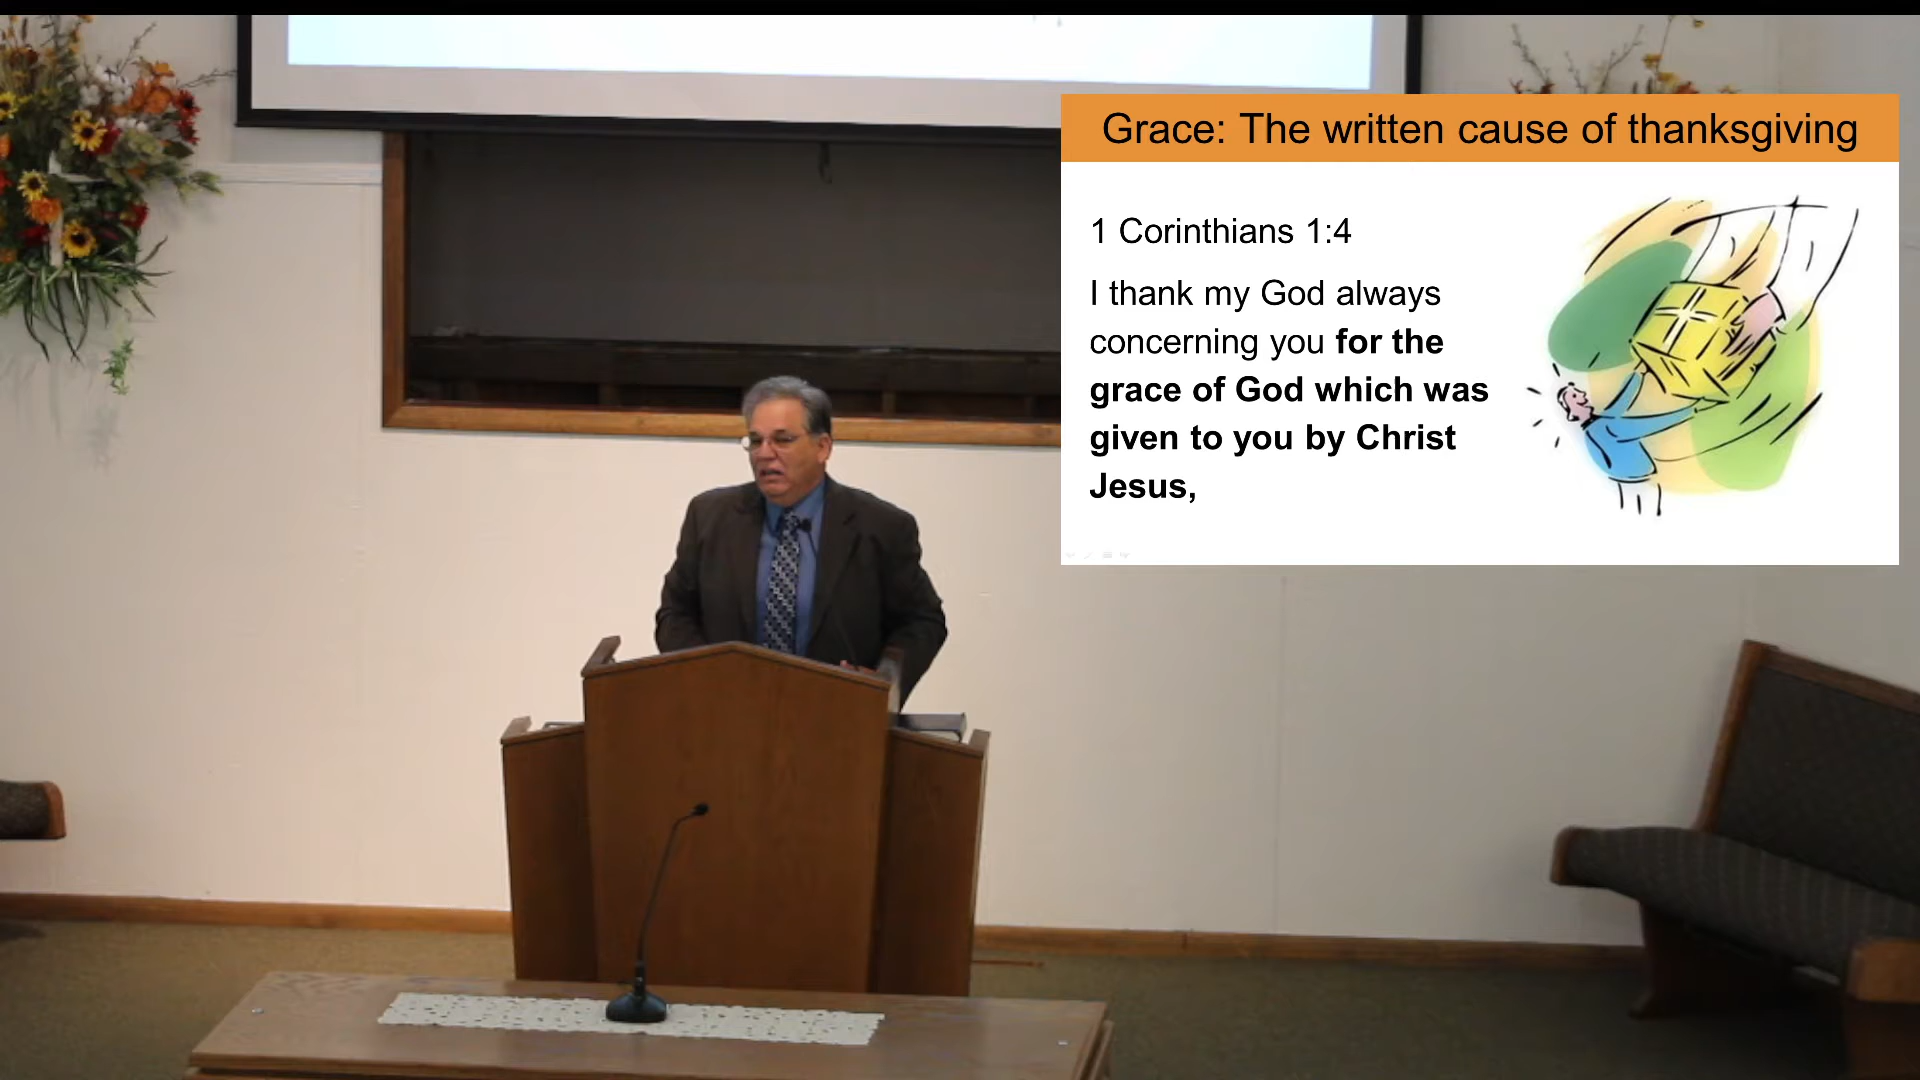 Grace: The written cause of thanksgiving
1 Corinthians 1:4
I thank my God always
concerning you for the
grace of God which was
given to you by Christ
Jesus,